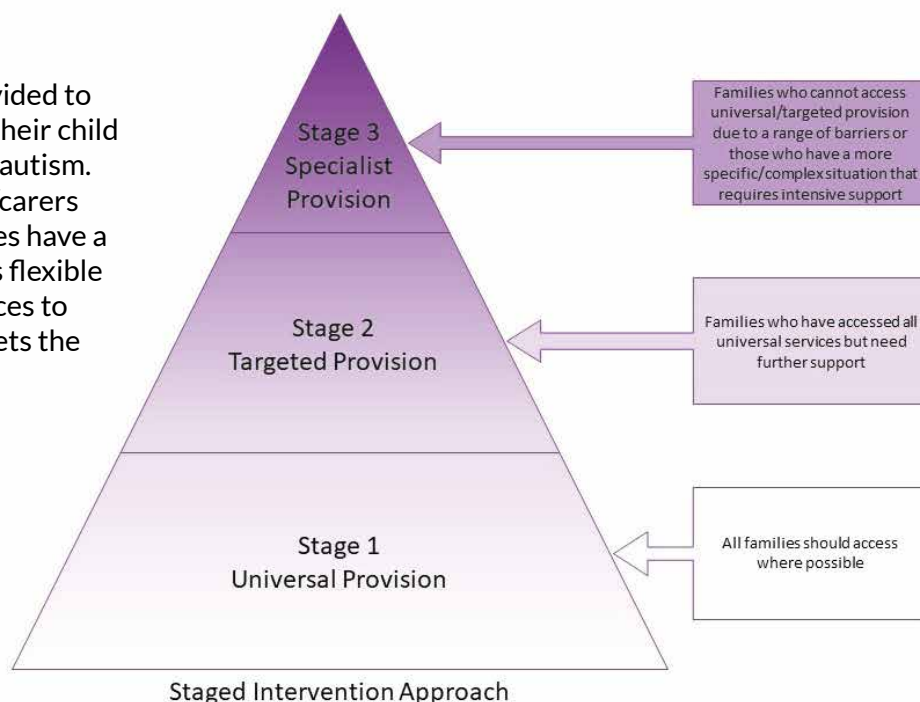 vided to
their child
autism.
carers
es have a
s flexible
ces to
ets the
Stage 3
Specialist
Provision
Families who cannot access
universal/targeted provision
due to a range of barriers or
those who have a more
specific/complex situation that
requires intensive support
Stage 2
Targeted Provision
Families who have accessed all
universal services but need
further support
Stage 1
Universal Provision
All families should access
where possible
Staged Intervention Approach